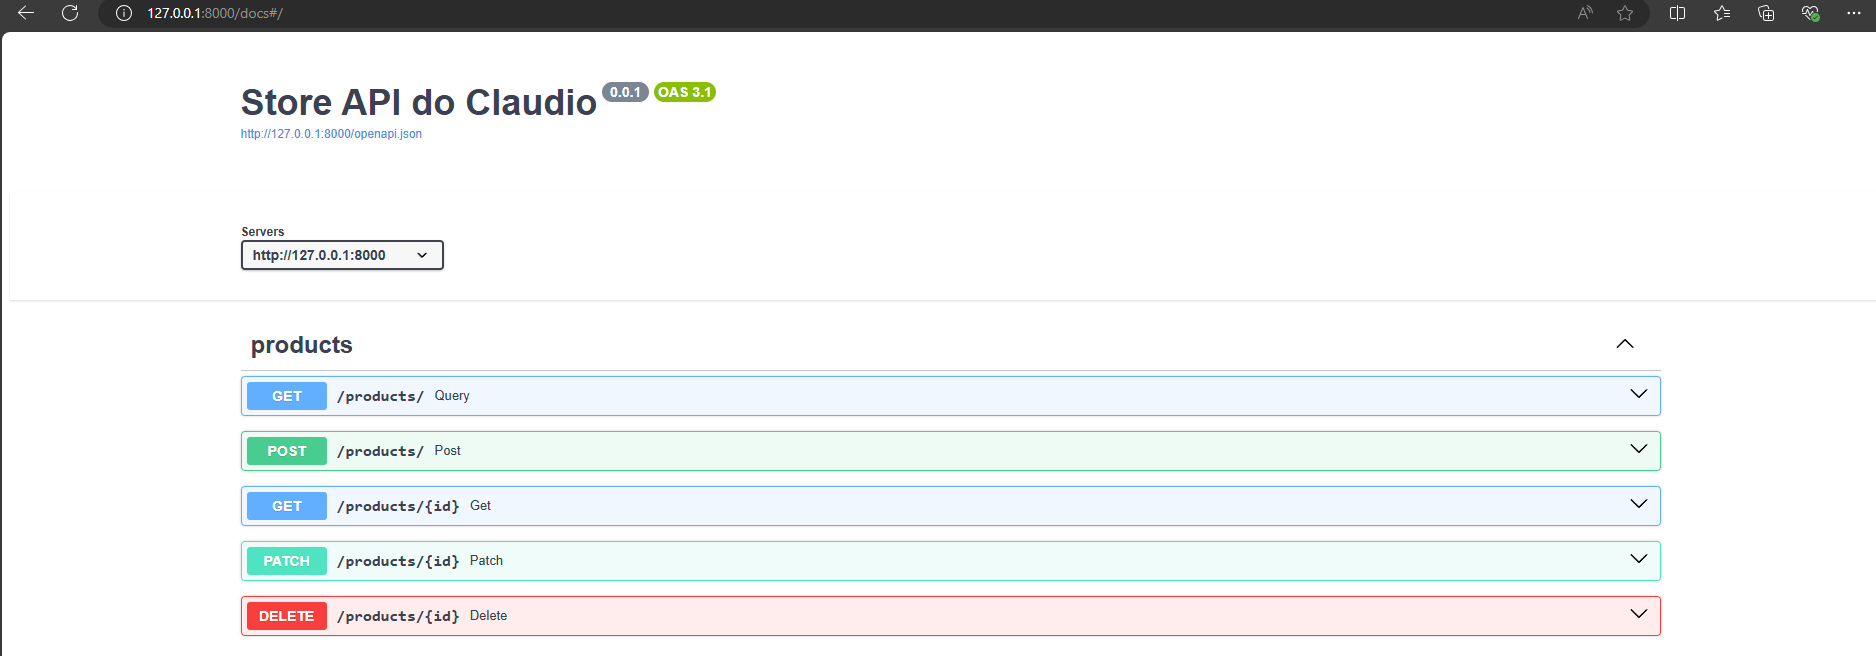 127.0.0.1:8000/docs#/
Store API do Claudio 0.0.1 OAS 3.1
http://127.0.0.1:8000/openapi.json
Servers
http://127.0.0.1:8000
products
GET /products/ Query
POST /products/ Post
GET /products/{id} Get
PATCH /products/{id} Patch
DELETE /products/{id} Delete